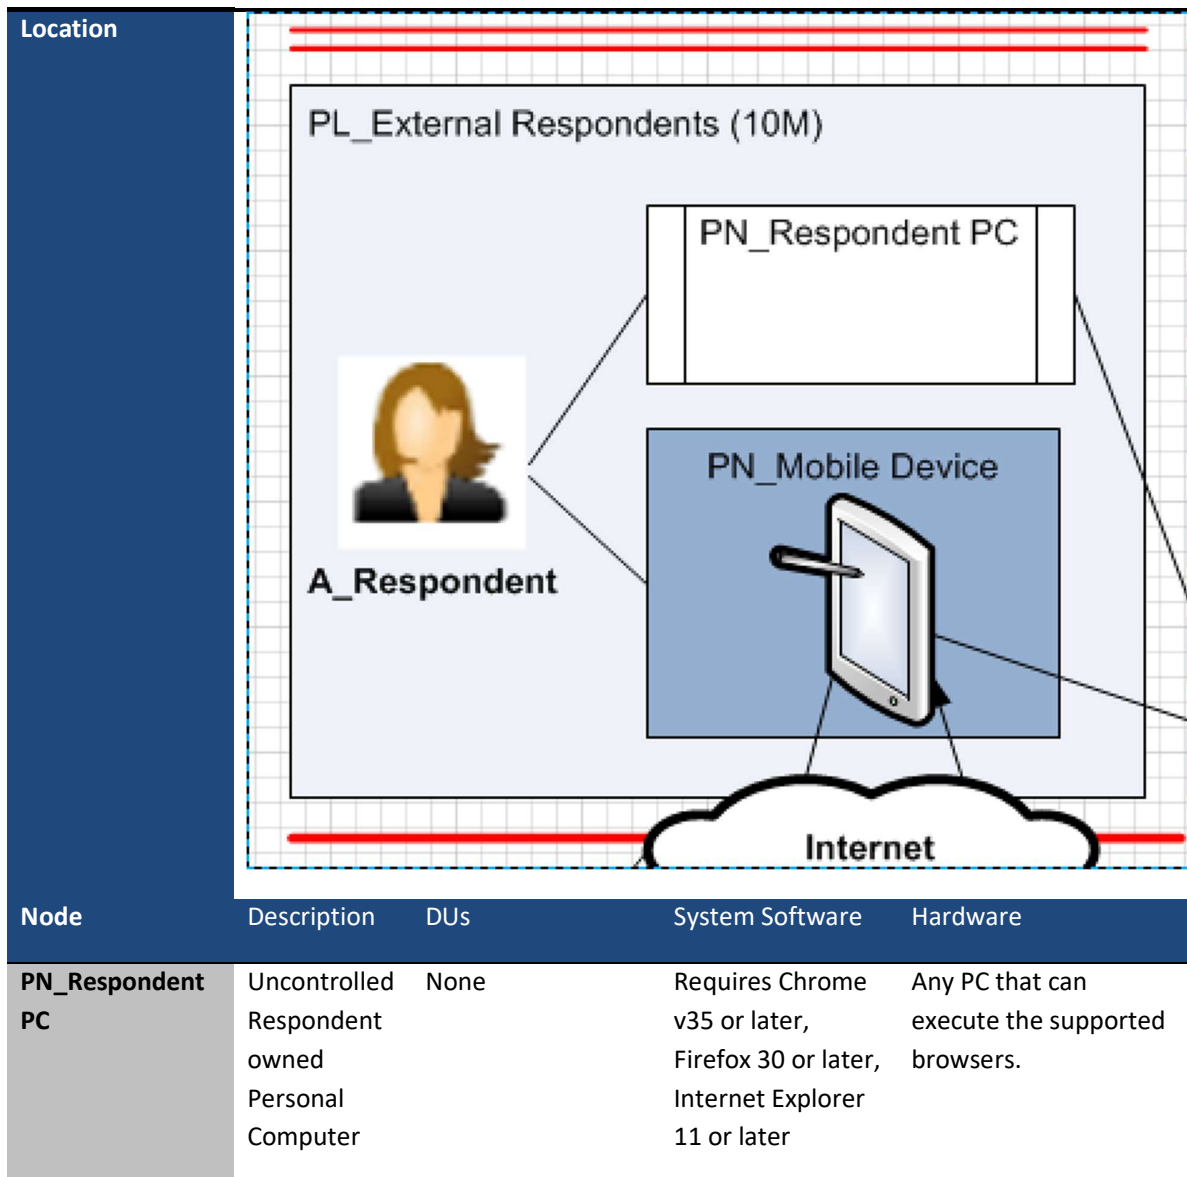 Location
PL_External Respondents (10M)
PN_Respondent PC
PN_Mobile Device
A_Respondent
Internet
Node Description DUs System Software Hardware
PN_Respondent Uncontrolled None Requires Chrome Any PC that can
PC Respondent v35 or later, execute the supported
owned Firefox 30 or later, browsers.
Personal Internet Explorer
Computer 11 or later